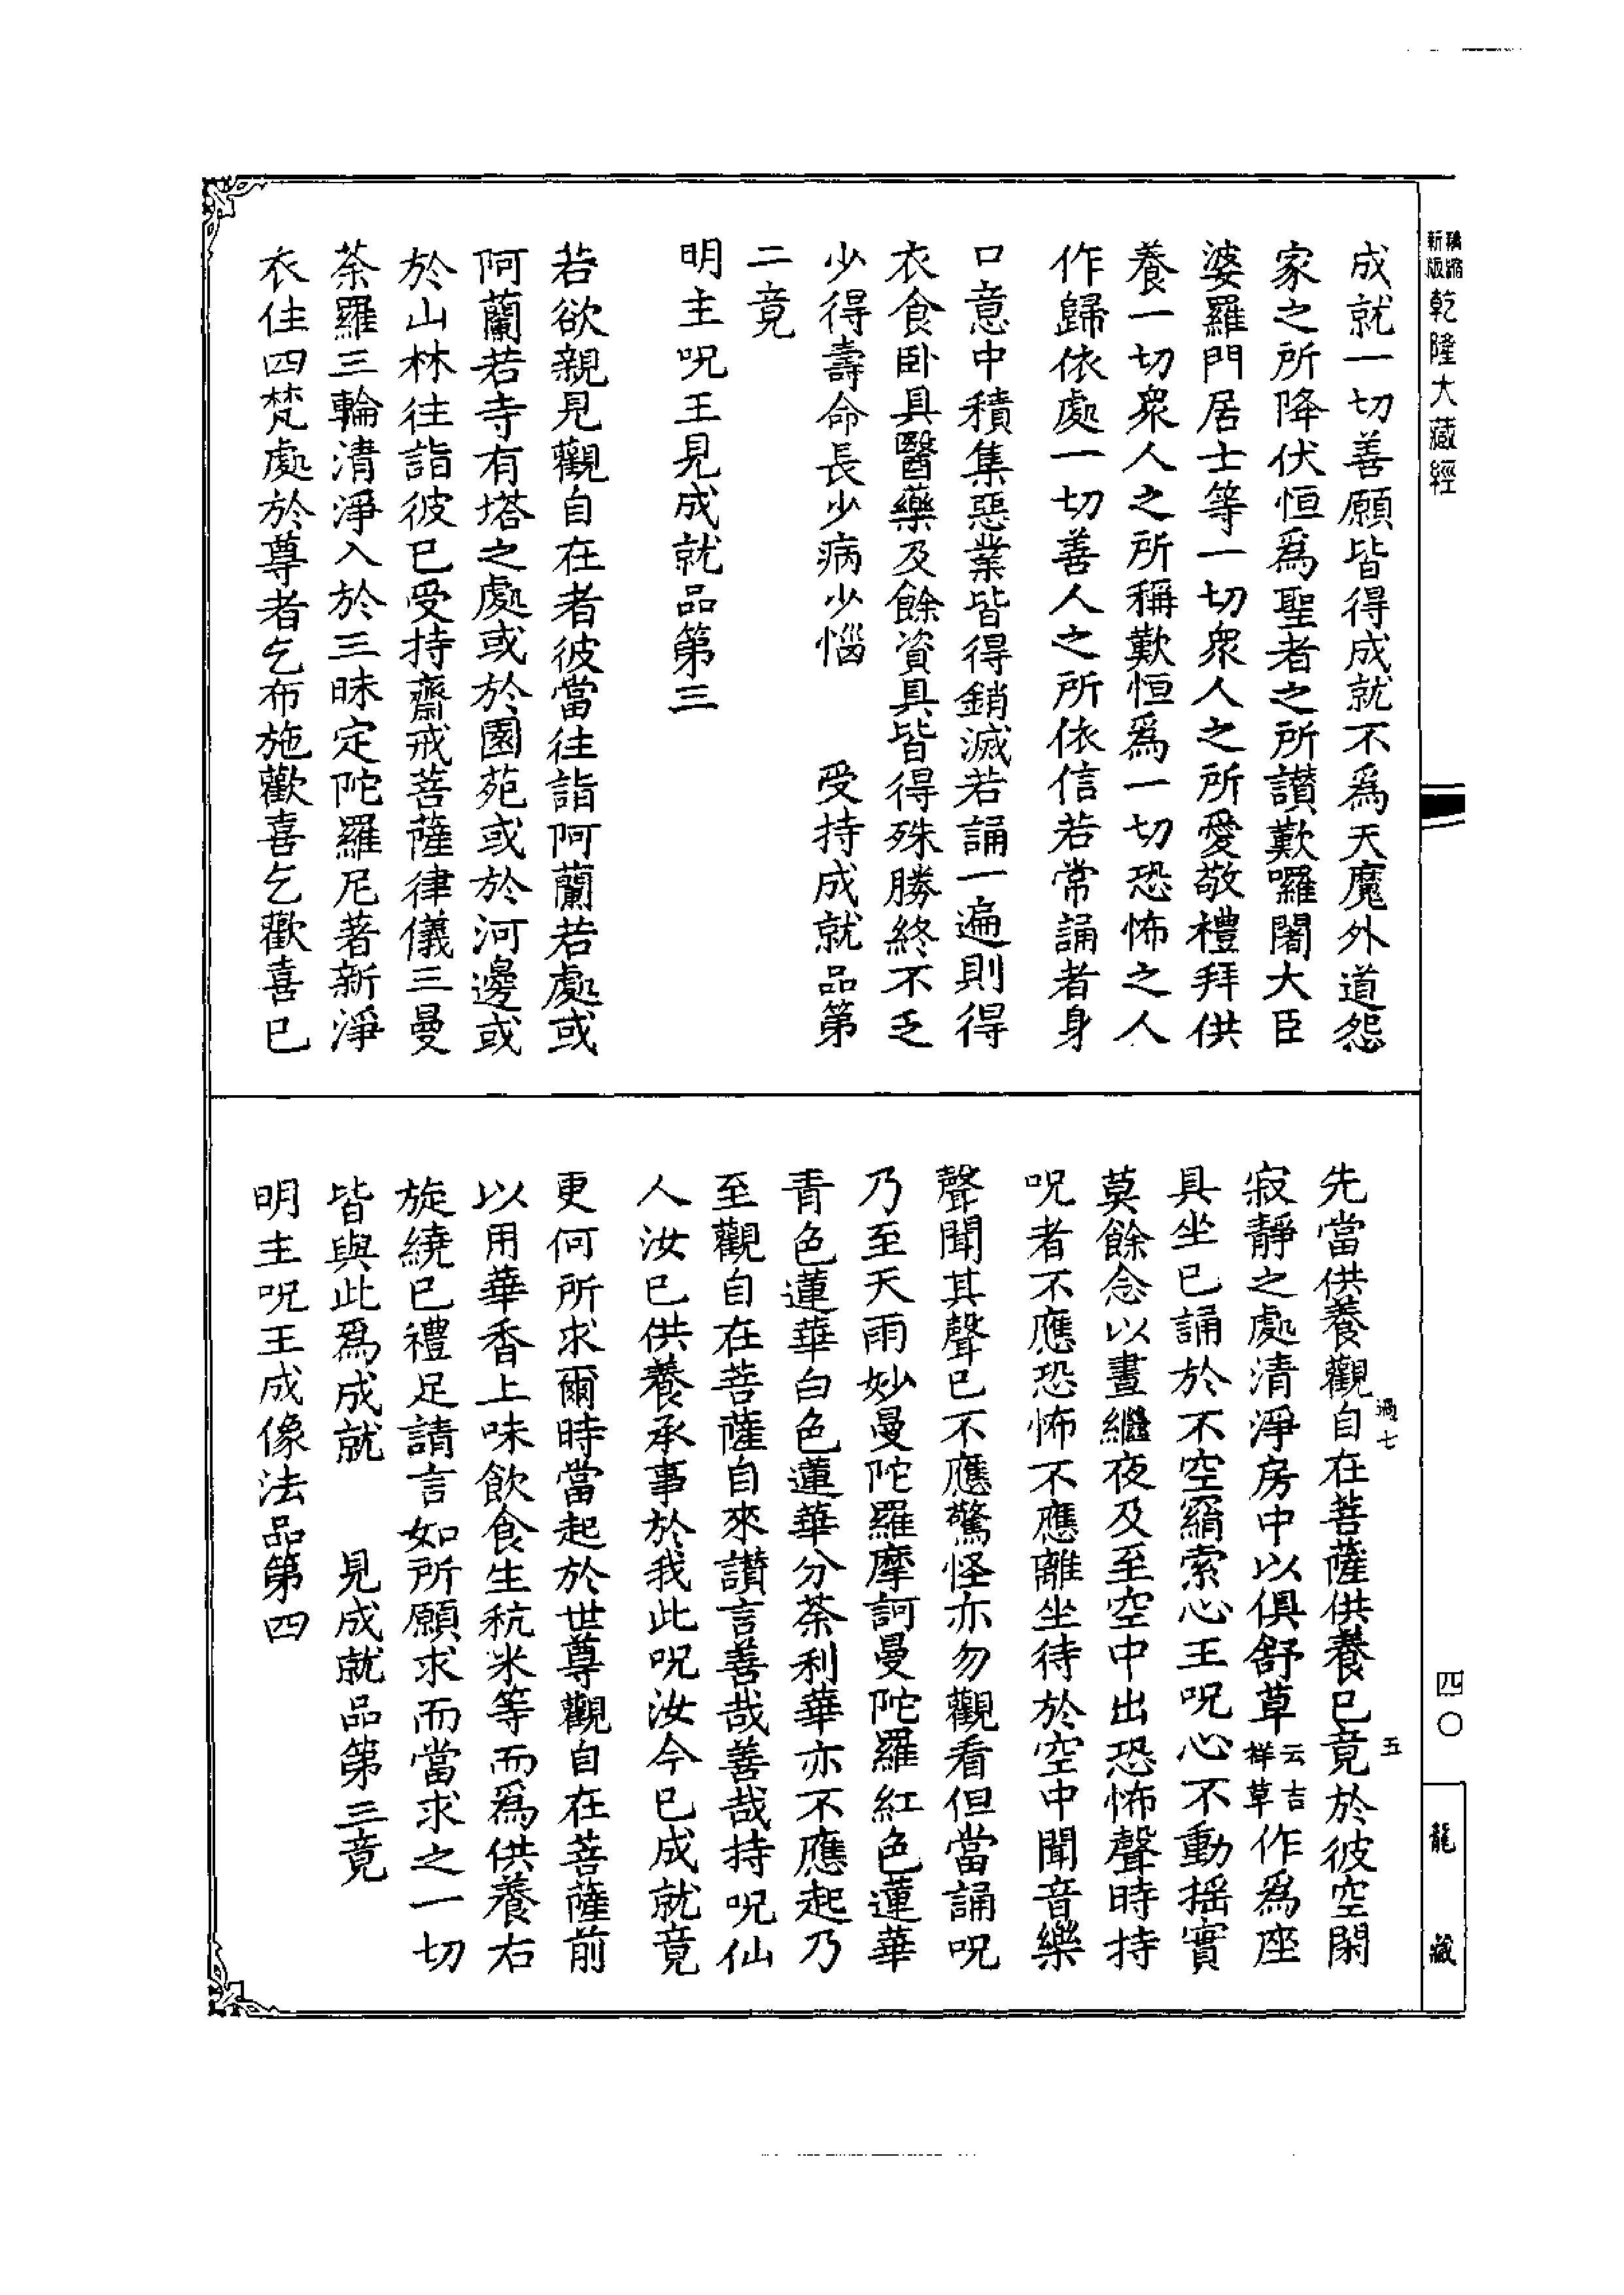 新版精縮乾隆大藏經
成就一切善願皆得成就不爲天魔外道怨
家之所降伏恒爲聖者之所讃歎囉闍大臣
婆羅門居士等一切衆人之所愛敬禮拜供
養一切衆人之所稱歎恒爲一切恐怖之人
作歸依處一切善人之所依信若常誦者身
口意中積集惡業皆得銷滅若誦一遍則得
衣食卧具醫藥及餘資具皆得殊勝終不乏
少得壽命長少病少惱　受持成就品第
二竟
明主呪王見成就品第三
若欲親見觀自在者彼當往詣阿蘭若處或
阿蘭若寺有塔之處或於園苑或於河邊或
於山林往詣彼已受持齋戒菩薩律儀三曼
荼羅三輪清淨入於三昧定陀羅尼著新淨
衣住四梵處於尊者乞布施歡喜乞歡喜已
先當供養觀自在菩薩供養已竟於彼空閑
寂靜之處清淨房中以俱舒草云吉祥草作爲座
具坐已誦於不空羂索心王呪心不動摇實
莫餘念以晝繼夜及至空中出恐怖聲時持
呪者不應恐怖不應離坐待於空中聞音樂
聲聞其聲已不應驚怪亦勿觀看但當誦呪
乃至天雨妙曼陀羅摩訶曼陀羅紅色蓮華
青色蓮華白色蓮華分荼利華亦不應起乃
至觀自在菩薩自來讃言善哉善哉持呪仙
人汝已供養承事於我此呪汝今已成就竟
更何所求爾時當起於世尊觀自在菩薩前
以用華香上味飲食生秔米等而爲供養右
旋繞已禮足請言如所願求而當求之一切
皆與此爲成就　見成就品第三竟
明主呪王成像法品第四
過七
五
四〇
龍藏